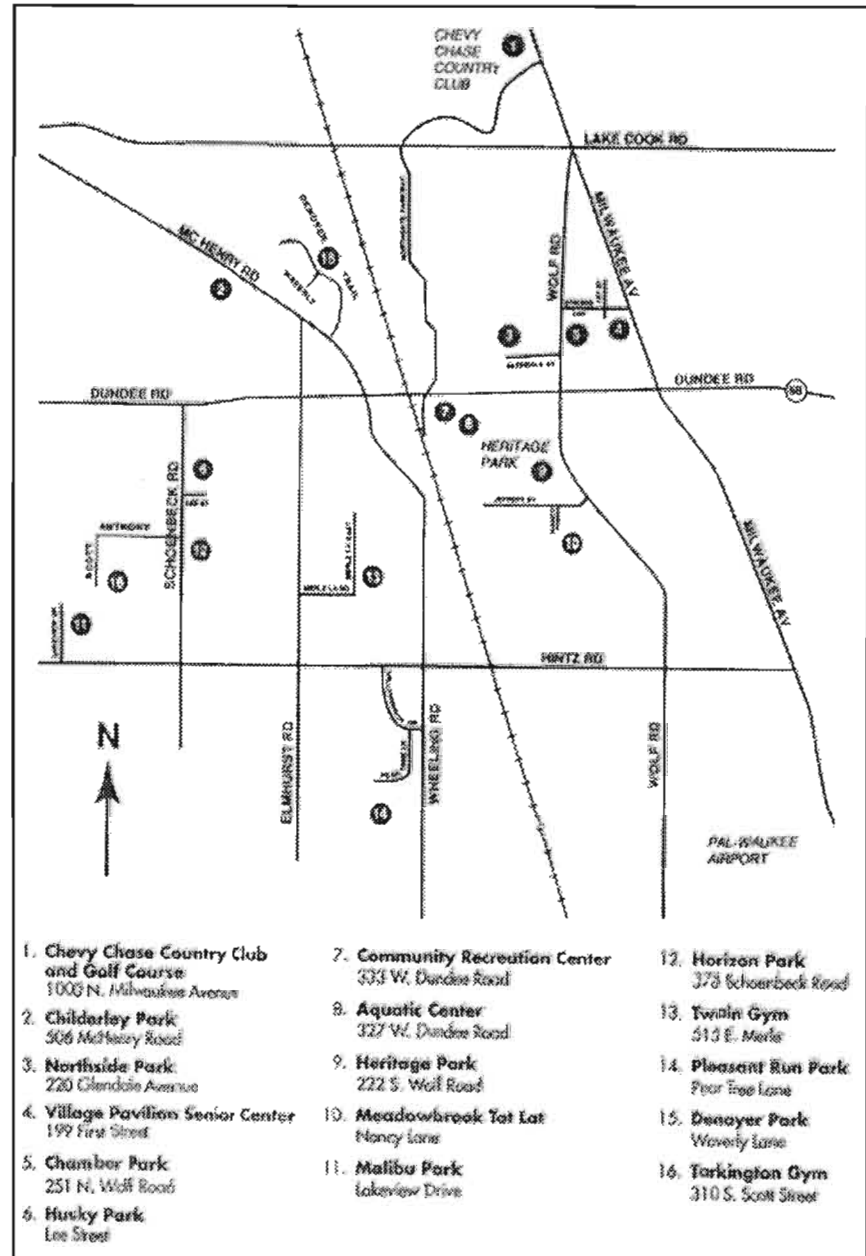 CHEVY
CHASE
COUNTRY
CLUB
1
LAKE COOK RD
MC HENRY RD
TRAIL
2
WOLF RD
MILWAUKEE AV
4
DUNDEE RD
DUNDEE RD
68
HERITAGE
PARK
SCHOENBECK RD
ANTHONY
SCOTT
MILWAUKEE AV
HINTZ RD
N
ELMHURST RD
WHEELING RD
WOLF RD
14
PAL-WAUKEE
AIRPORT
1. Chevy Chase Country Club
and Golf Course
1000 N. Milwaukee Avenue
2. Childerley Park
506 McHenry Road
3. Northside Park
220 Glendale Avenue
4. Village Pavilion Senior Center
199 First Street
5. Chamber Park
251 N. Wolf Road
6. Husky Park
Lee Street
7. Community Recreation Center
333 W. Dundee Road
8. Aquatic Center
327 W. Dundee Road
9. Heritage Park
222 S. Wolf Road
10. Meadowbrook Tot Lot
Nancy Lane
11. Malibu Park
Lakeview Drive
12. Horizon Park
Schoenbeck Road
13. Twain Gym
515 E. Merle
14. Pleasant Run Park
Pear Tree Lane
15. Denoyer Park
Waverly Lane
16. Tarkington Gym
310 S. Scott Street